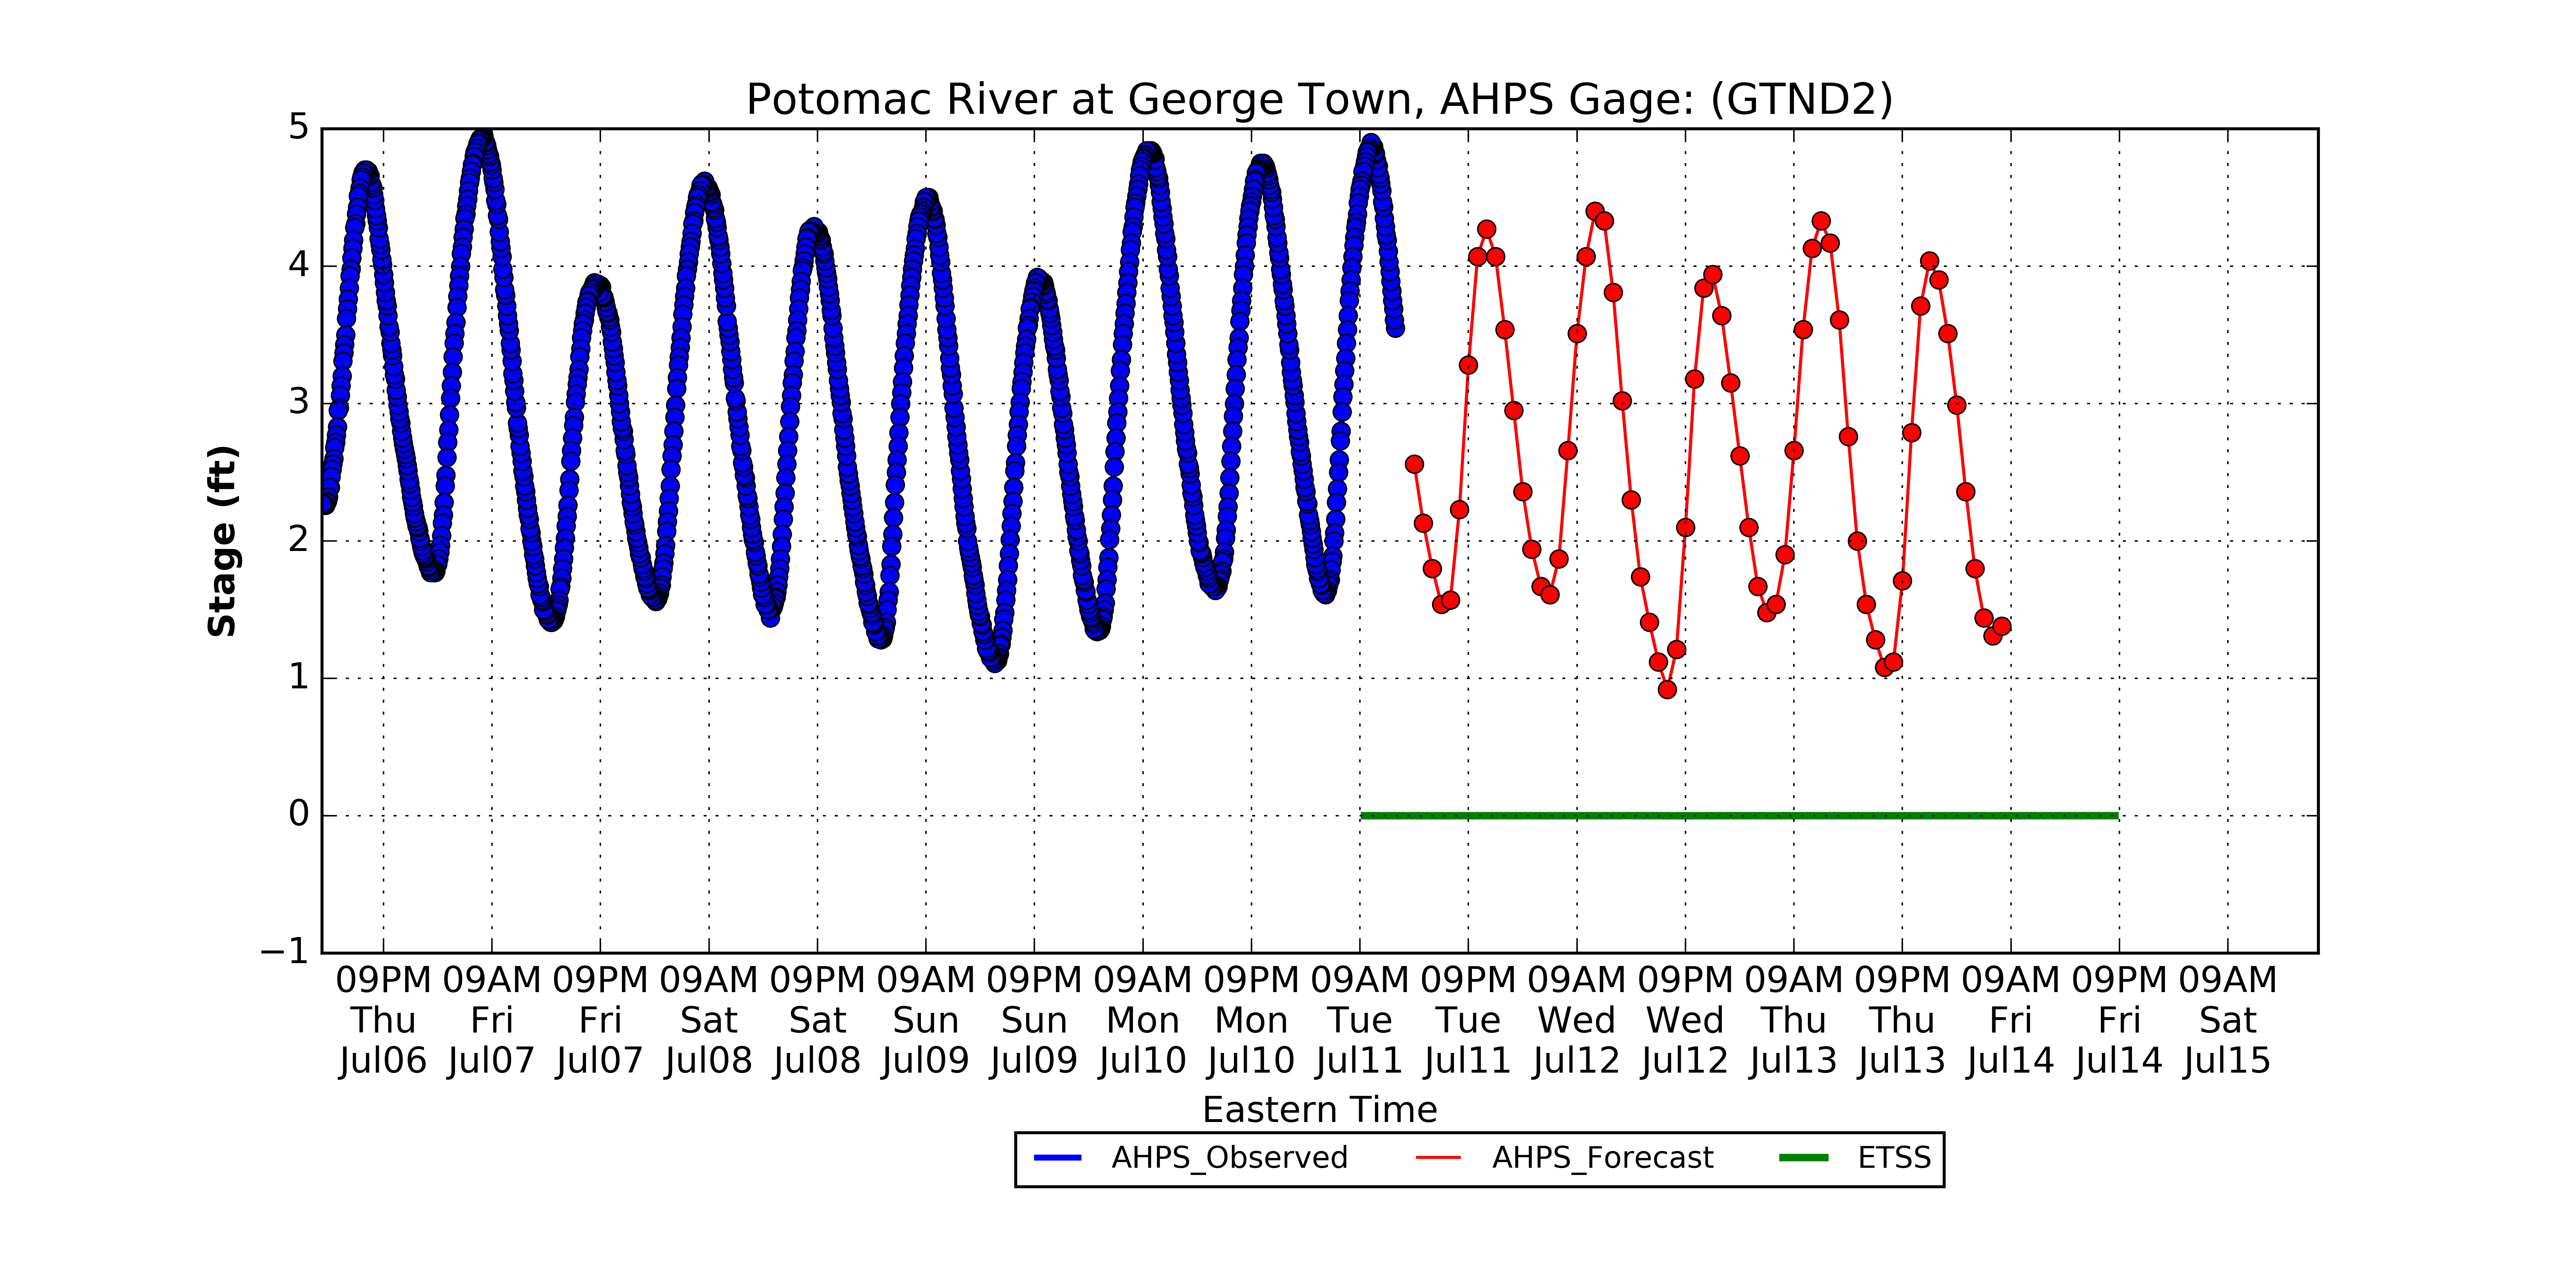 Potomac River at George Town, AHPS Gage: (GTND2)
Stage (ft)
5
4
3
2
1
0
−1
09PM 09AM 09PM 09AM 09PM 09AM 09PM 09AM 09PM 09AM 09PM 09AM 09PM 09AM 09PM 09AM 09PM 09AM
Thu Fri Fri Sat Sat Sun Sun Mon Mon Tue Tue Wed Wed Thu Thu Fri Fri Sat
Jul06 Jul07 Jul07 Jul08 Jul08 Jul09 Jul09 Jul10 Jul10 Jul11 Jul11 Jul12 Jul12 Jul13 Jul13 Jul14 Jul14 Jul15
Eastern Time
AHPS_Observed AHPS_Forecast ETSS